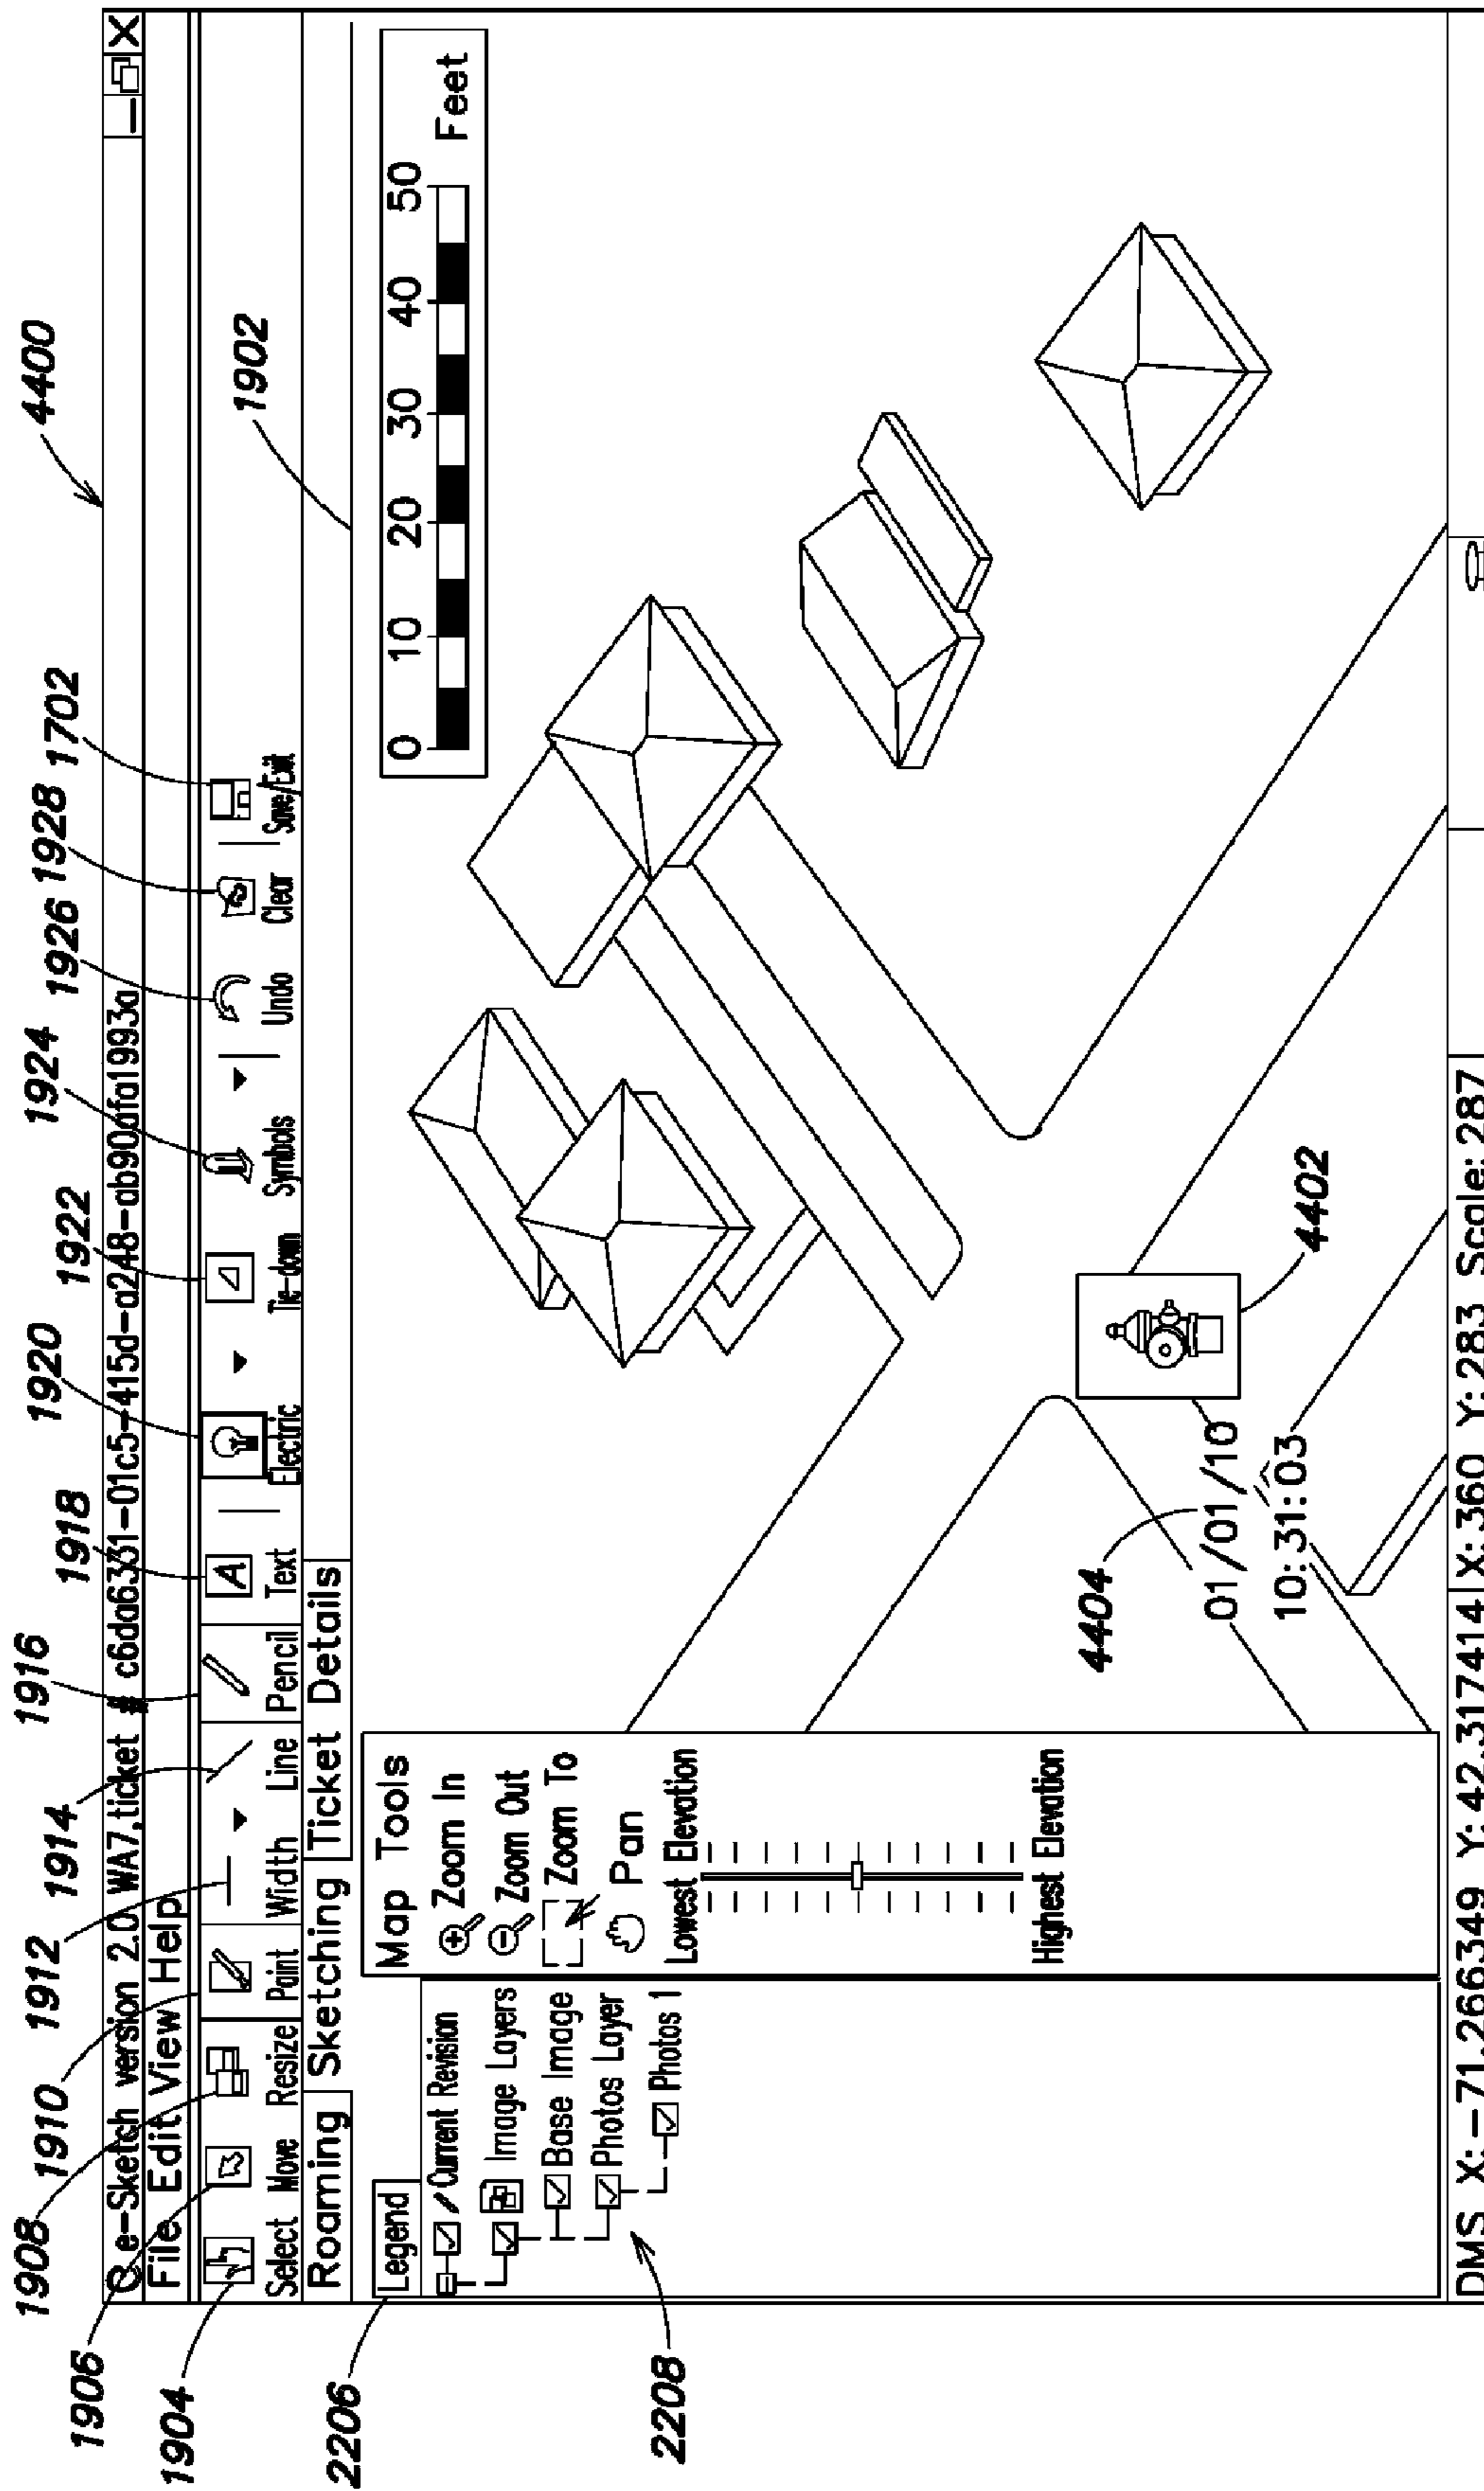 4400
1902
1908 1910 1912 1914 1916 1918 1920 1922 1924 1926 1928 1702
1906
1904
2206
2208
e-Sketch version 2.0 WA7,ticket # c6da6331-01c5-415d-a248-ab90afa1993a
X
File Edit View Help
Select Move Resize Paint Width Line Pencil Text Electric Tie-down Symbols Undo Clear Save/Exit
A
Roaming Sketching Ticket Details
Legend
Current Revision
Image Layers
Base Image
Photos Layer
Photos 1
Map Tools
Zoom In
Zoom Out
Zoom To
Pan
Lowest Elevation
Highest Elevation
0 10 20 30 40 50
Feet
4404
01/01/10
10:31:03
4402
DMS X:-71.266349 Y:42.317414 X:360 Y:283 Scale:287